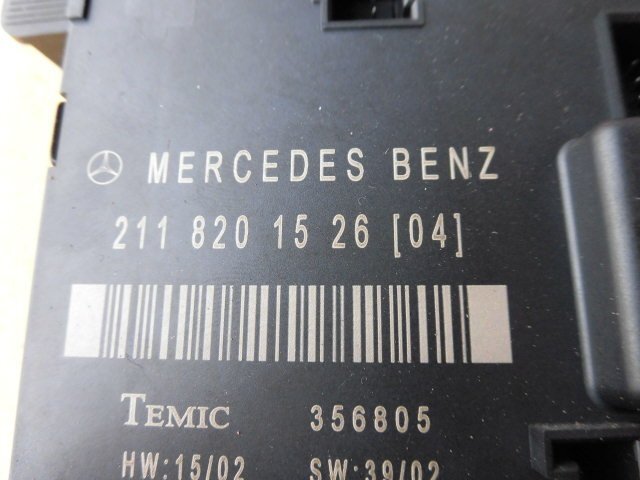 MERCEDES BENZ
211 820 15 26 [04]
TEMIC 356805
HW:15/02 SW:39/02